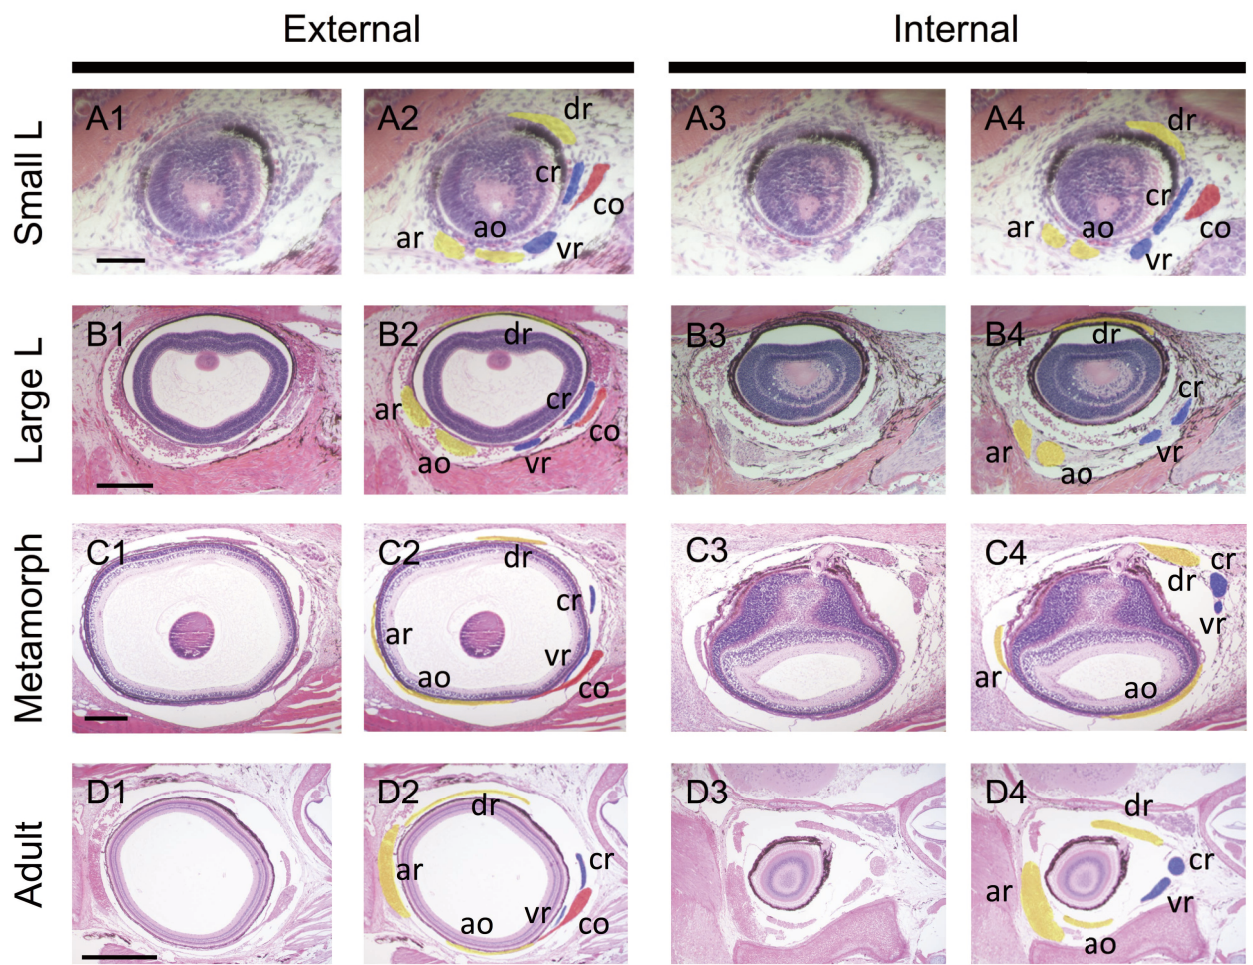 External Internal
Small L
A1 A2 dr cr co ao ar vr
A3 A4 dr cr co ao ar vr
Large L
B1 B2 dr ar cr co ao vr
B3 B4 dr cr ar vr ao
Metamorph
C1 C2 dr cr ar vr ao co
C3 C4 cr dr vr ar ao
Adult
D1 D2 dr cr ar vr co ao
D3 D4 dr cr ar vr ao